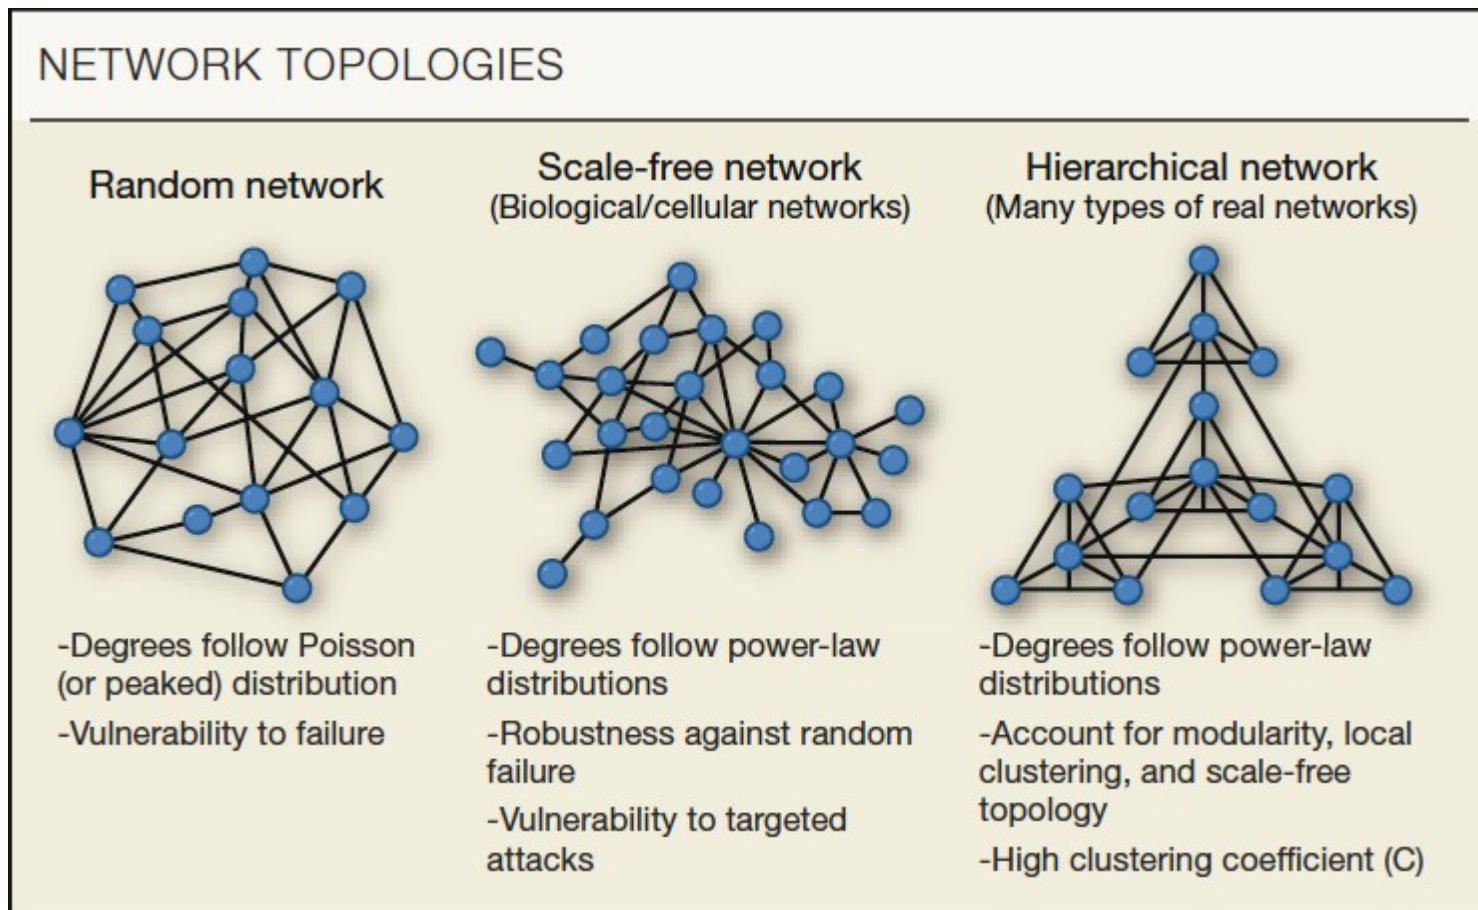 NETWORK TOPOLOGIES
Random network
-Degrees follow Poisson
(or peaked) distribution
-Vulnerability to failure
Scale-free network
(Biological/cellular networks)
-Degrees follow power-law
distributions
-Robustness against random
failure
-Vulnerability to targeted
attacks
Hierarchical network
(Many types of real networks)
-Degrees follow power-law
distributions
-Account for modularity, local
clustering, and scale-free
topology
-High clustering coefficient (C)